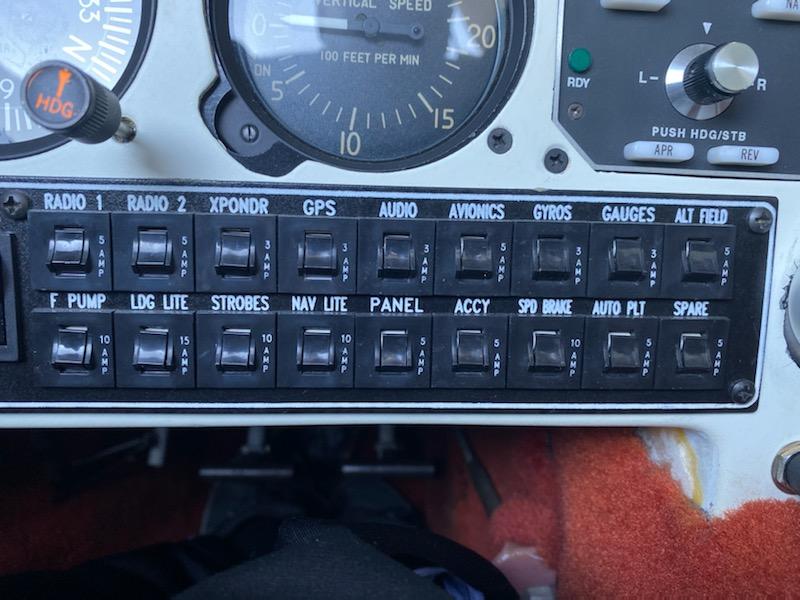 33
N
9
HDG
VERTICAL SPEED
0
20
100 FEET PER MIN
DN
5
15
10
RDY
L
R
PUSH HDG/STB
APR
REV
RADIO 1 RADIO 2 XPONDR GPS AUDIO AVIONICS GYROS GAUGES ALT FIELD
5 AMP 5 AMP 3 AMP 3 AMP 3 AMP 5 AMP 3 AMP 3 AMP 5 AMP
F PUMP LDG LITE STROBES NAV LITE PANEL ACCY SPD BRAKE AUTO PLT SPARE
10 AMP 15 AMP 10 AMP 10 AMP 5 AMP 5 AMP 10 AMP 5 AMP 5 AMP